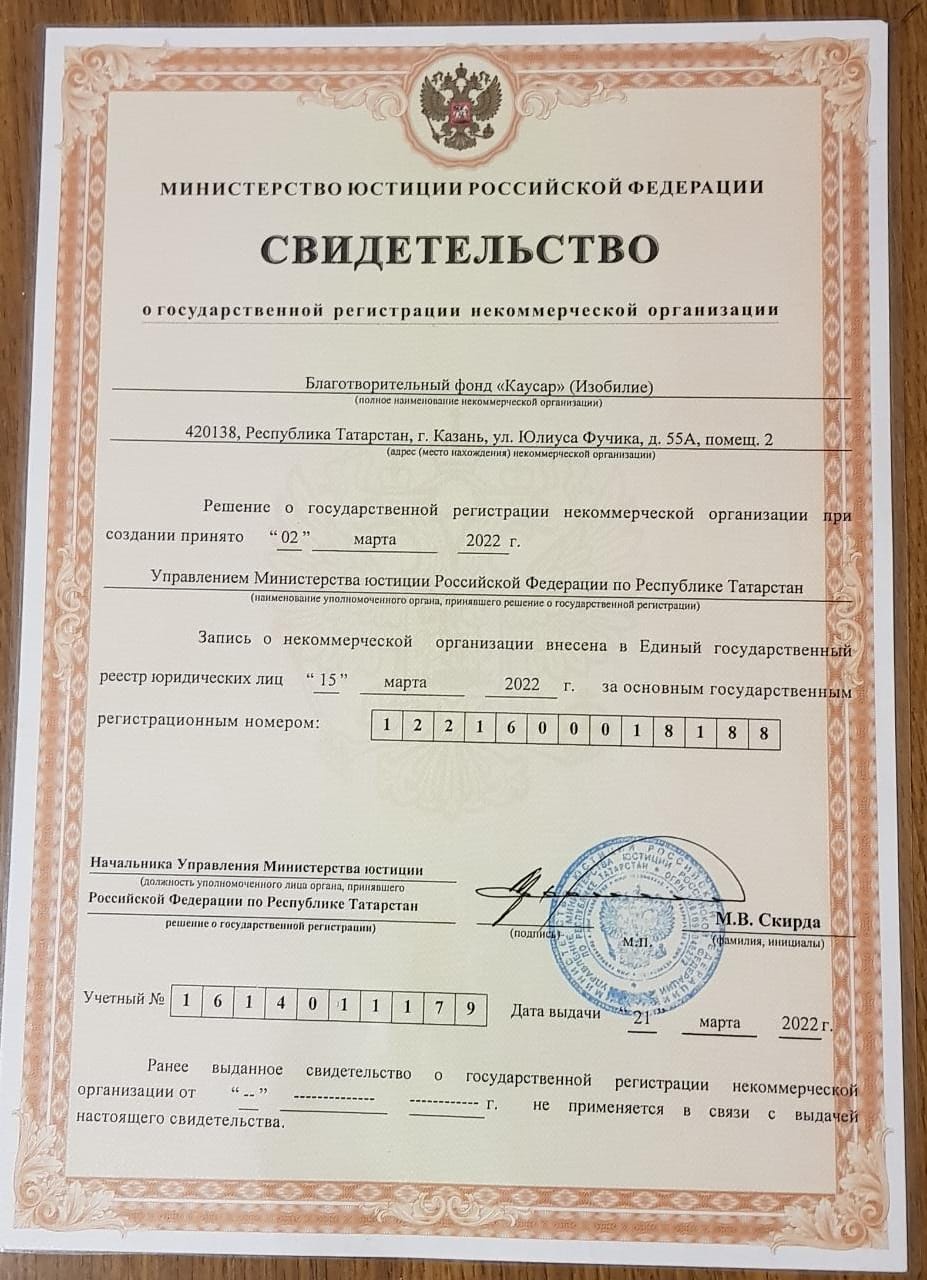 МИНИСТЕРСТВО ЮСТИЦИИ РОССИЙСКОЙ ФЕДЕРАЦИИ
СВИДЕТЕЛЬСТВО
о государственной регистрации некоммерческой организации
Благотворительный фонд «Каусар» (Изобилие)
(полное наименование некоммерческой организации)
420138, Республика Татарстан, г. Казань, ул. Юлиуса Фучика, д. 55А, помещ. 2
(адрес (место нахождения) некоммерческой организации)
Решение о государственной регистрации некоммерческой организации при
создании принято “ 02 ” марта 2022 г.
Управлением Министерства юстиции Российской Федерации по Республике Татарстан
(наименование уполномоченного органа, принявшего решение о государственной регистрации)
Запись о некоммерческой организации внесена в Единый государственный
реестр юридических лиц “ 15 ” марта 2022 г. за основным государственным
регистрационным номером: 1 2 2 1 6 0 0 0 1 8 1 8 8
Начальника Управления Министерства юстиции
(должность уполномоченного лица органа, принявшего
Российской Федерации по Республике Татарстан
решение о государственной регистрации)
(подпись)
М.П.
М.В. Скирда
(фамилия, инициалы)
Учетный № 1 6 1 4 0 1 1 1 7 9 Дата выдачи “ 21 ” марта 2022 г.
Ранее выданное свидетельство о государственной регистрации некоммерческой
организации от “ -- ” -------------- ------------ г. не применяется в связи с выдачей
настоящего свидетельства.